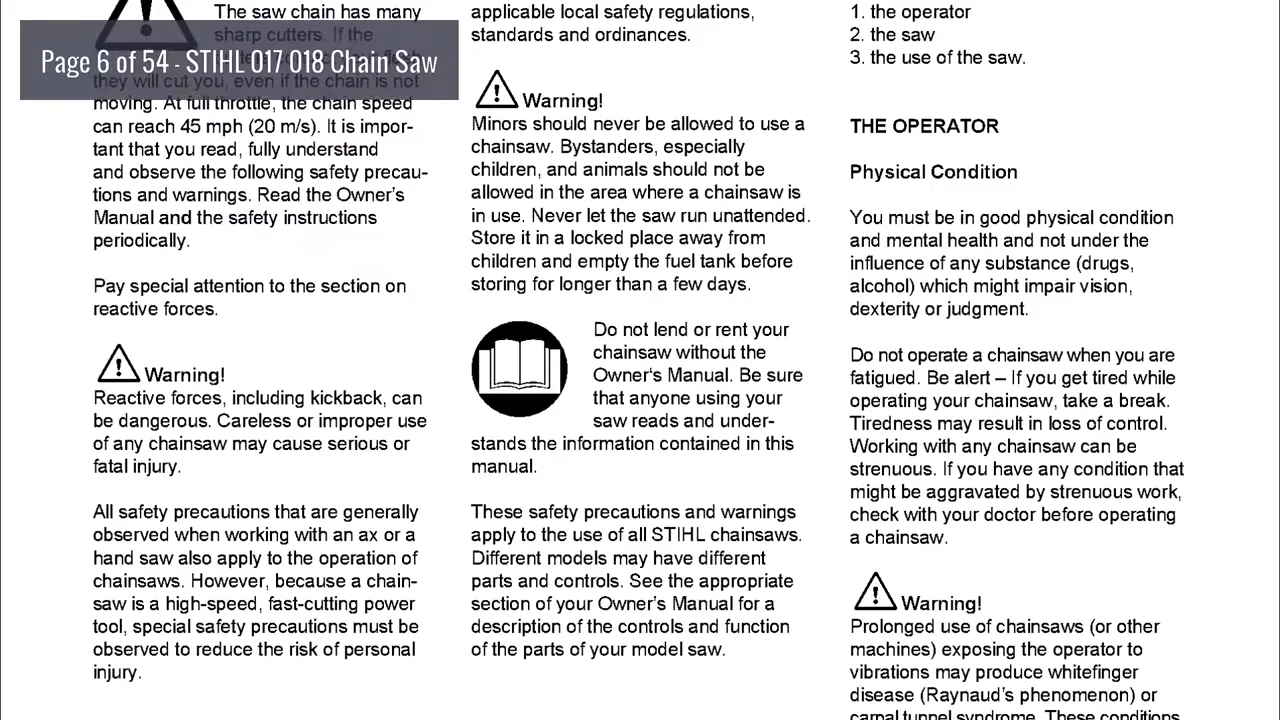 The saw chain has many
sharp cutters. If the
Page 6 of 54 - STIHL 017 018 Chain Saw
they will cut you, even if the chain is not
moving. At full throttle, the chain speed
can reach 45 mph (20 m/s). It is impor-
tant that you read, fully understand
and observe the following safety precau-
tions and warnings. Read the Owner's
Manual and the safety instructions
periodically.
Pay special attention to the section on
reactive forces.
Warning!
Reactive forces, including kickback, can
be dangerous. Careless or improper use
of any chainsaw may cause serious or
fatal injury.
All safety precautions that are generally
observed when working with an ax or a
hand saw also apply to the operation of
chainsaws. However, because a chain-
saw is a high-speed, fast-cutting power
tool, special safety precautions must be
observed to reduce the risk of personal
injury.
applicable local safety regulations,
standards and ordinances.
Warning!
Minors should never be allowed to use a
chainsaw. Bystanders, especially
children, and animals should not be
allowed in the area where a chainsaw is
in use. Never let the saw run unattended.
Store it in a locked place away from
children and empty the fuel tank before
storing for longer than a few days.
Do not lend or rent your
chainsaw without the
Owner's Manual. Be sure
that anyone using your
saw reads and under-
stands the information contained in this
manual.
These safety precautions and warnings
apply to the use of all STIHL chainsaws.
Different models may have different
parts and controls. See the appropriate
section of your Owner's Manual for a
description of the controls and function
of the parts of your model saw.
1. the operator
2. the saw
3. the use of the saw.
THE OPERATOR
Physical Condition
You must be in good physical condition
and mental health and not under the
influence of any substance (drugs,
alcohol) which might impair vision,
dexterity or judgment.
Do not operate a chainsaw when you are
fatigued. Be alert – If you get tired while
operating your chainsaw, take a break.
Tiredness may result in loss of control.
Working with any chainsaw can be
strenuous. If you have any condition that
might be aggravated by strenuous work,
check with your doctor before operating
a chainsaw.
Warning!
Prolonged use of chainsaws (or other
machines) exposing the operator to
vibrations may produce whitefinger
disease (Raynaud's phenomenon) or
carpal tunnel syndrome. These conditions